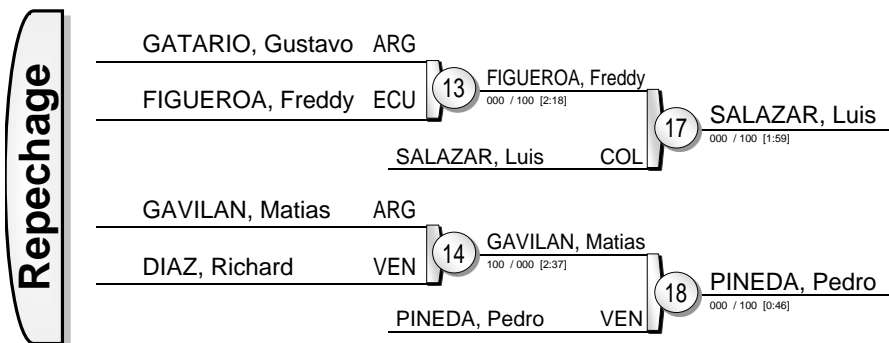 Repechage
GATARIO, Gustavo ARG
FIGUEROA, Freddy ECU
13
FIGUEROA, Freddy
000 / 100 [2:18]
SALAZAR, Luis COL
17
SALAZAR, Luis
000 / 100 [1:59]
GAVILAN, Matias ARG
DIAZ, Richard VEN
14
GAVILAN, Matias
100 / 000 [2:37]
PINEDA, Pedro VEN
18
PINEDA, Pedro
000 / 100 [0:46]